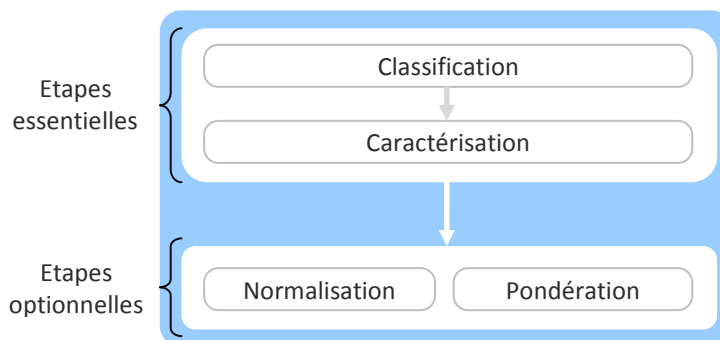 Etapes
essentielles
Classification
Caractérisation
Etapes
optionnelles
Normalisation
Pondération